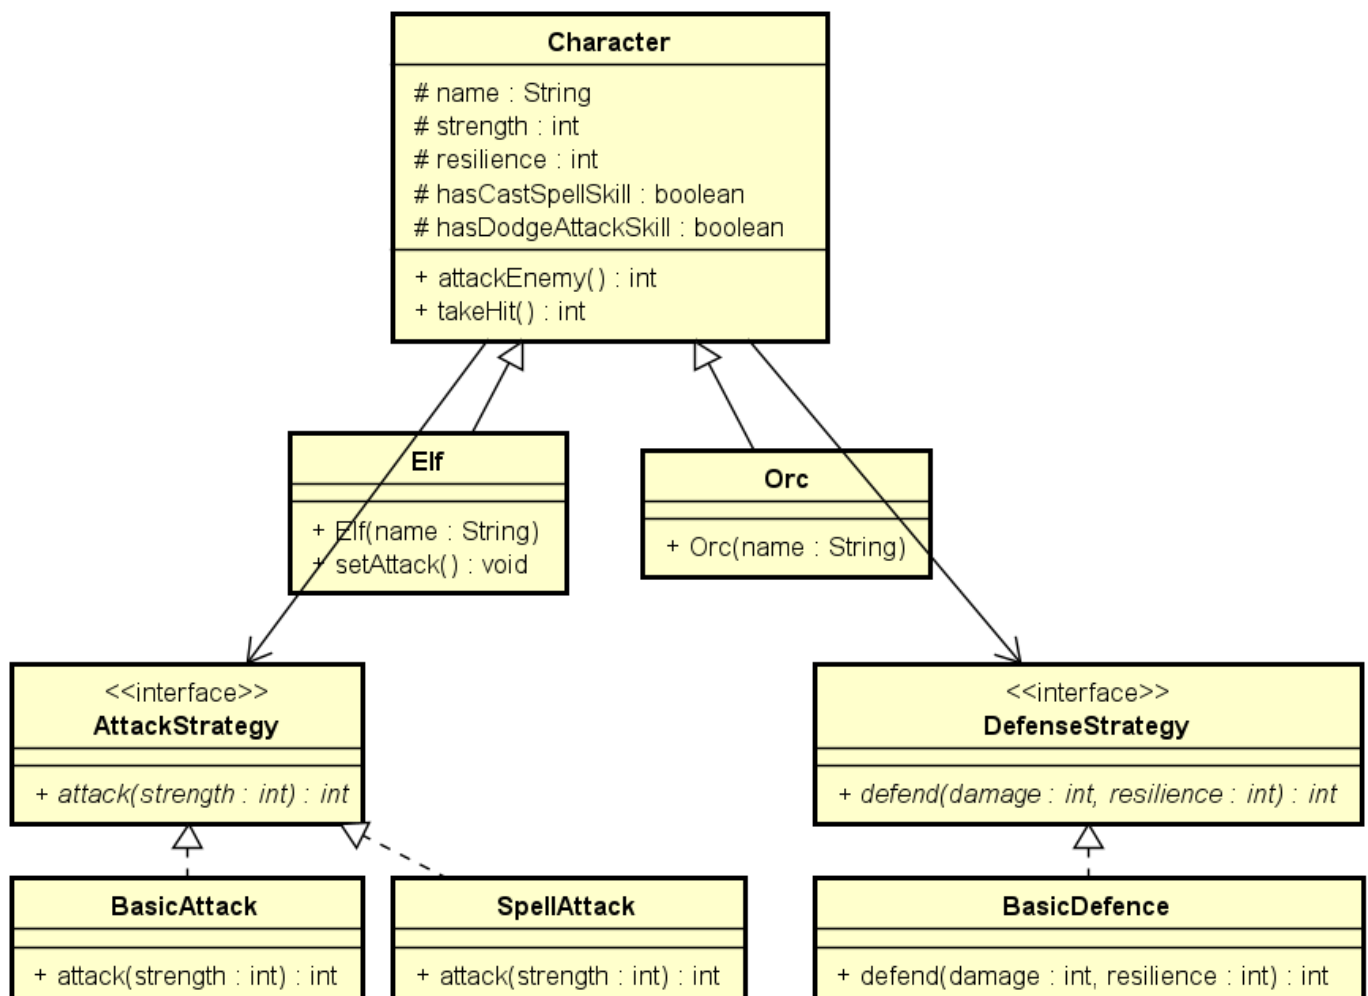 Character
# name : String
# strength : int
# resilience : int
# hasCastSpellSkill : boolean
# hasDodgeAttackSkill : boolean
+ attackEnemy() : int
+ takeHit() : int
Elf
+ Elf(name : String)
+ setAttack() : void
Orc
+ Orc(name : String)
<<interface>>
AttackStrategy
+ attack(strength : int) : int
<<interface>>
DefenseStrategy
+ defend(damage : int, resilience : int) : int
BasicAttack
+ attack(strength : int) : int
SpellAttack
+ attack(strength : int) : int
BasicDefence
+ defend(damage : int, resilience : int) : int